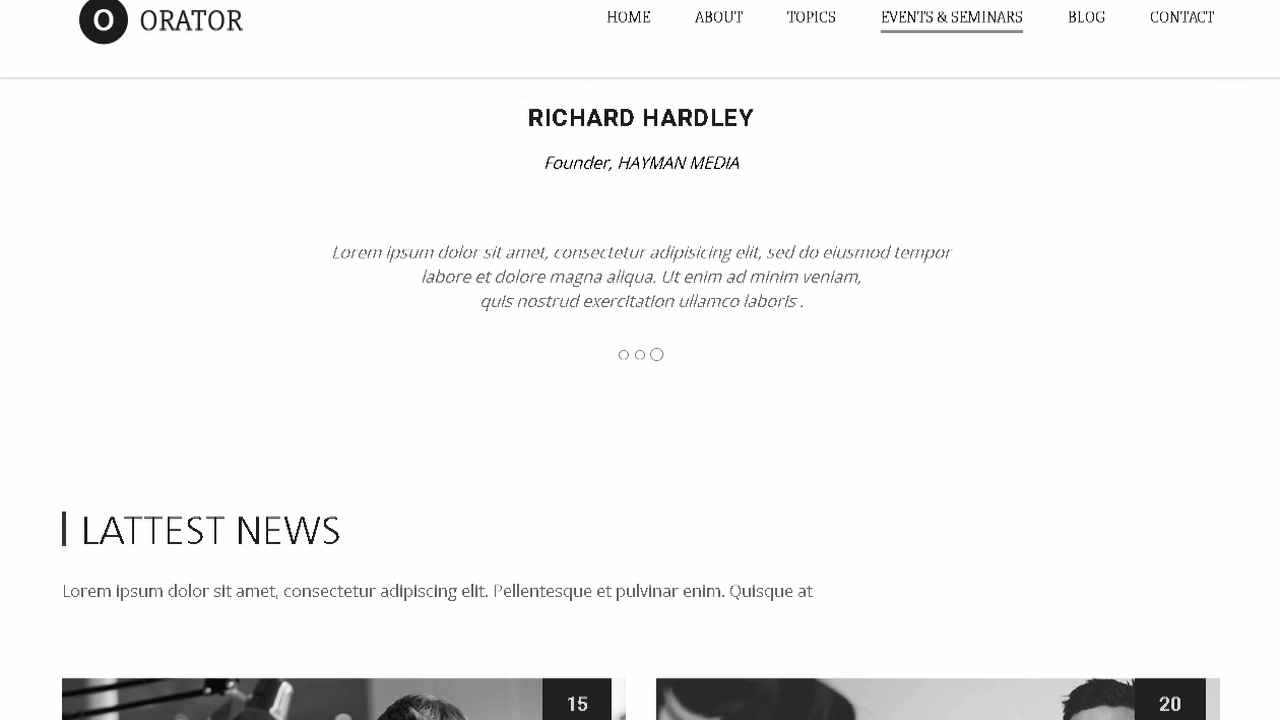 O ORATOR
HOME ABOUT TOPICS EVENTS & SEMINARS BLOG CONTACT
RICHARD HARDLEY
Founder, HAYMAN MEDIA
Lorem ipsum dolor sit amet, consectetur adipisicing elit, sed do eiusmod tempor
labore et dolore magna aliqua. Ut enim ad minim veniam,
quis nostrud exercitation ullamco laboris .
LATTEST NEWS
Lorem ipsum dolor sit amet, consectetur adipiscing elit. Pellentesque et pulvinar enim. Quisque at
15
20